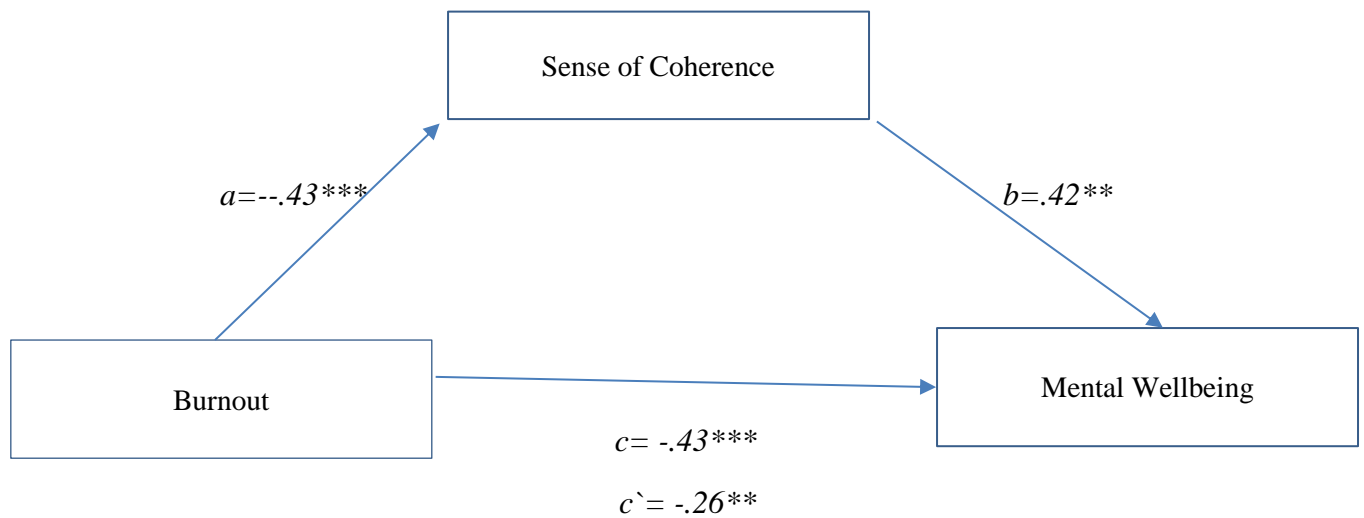 Sense of Coherence
a=--.43***
b=.42**
Burnout
Mental Wellbeing
c= -.43***
c`= -.26**